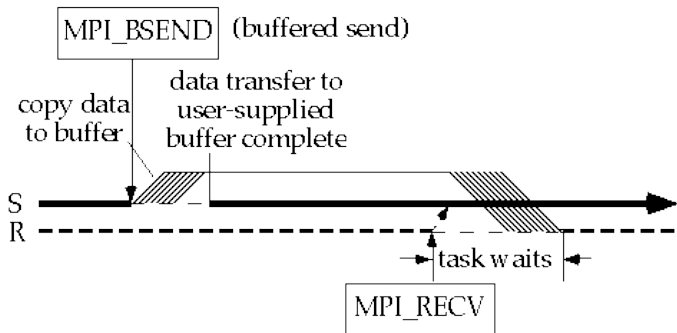 MPI_BSEND (buffered send)
copy data
to buffer
data transfer to
user-supplied
buffer complete
S
R
task waits
MPI_RECV